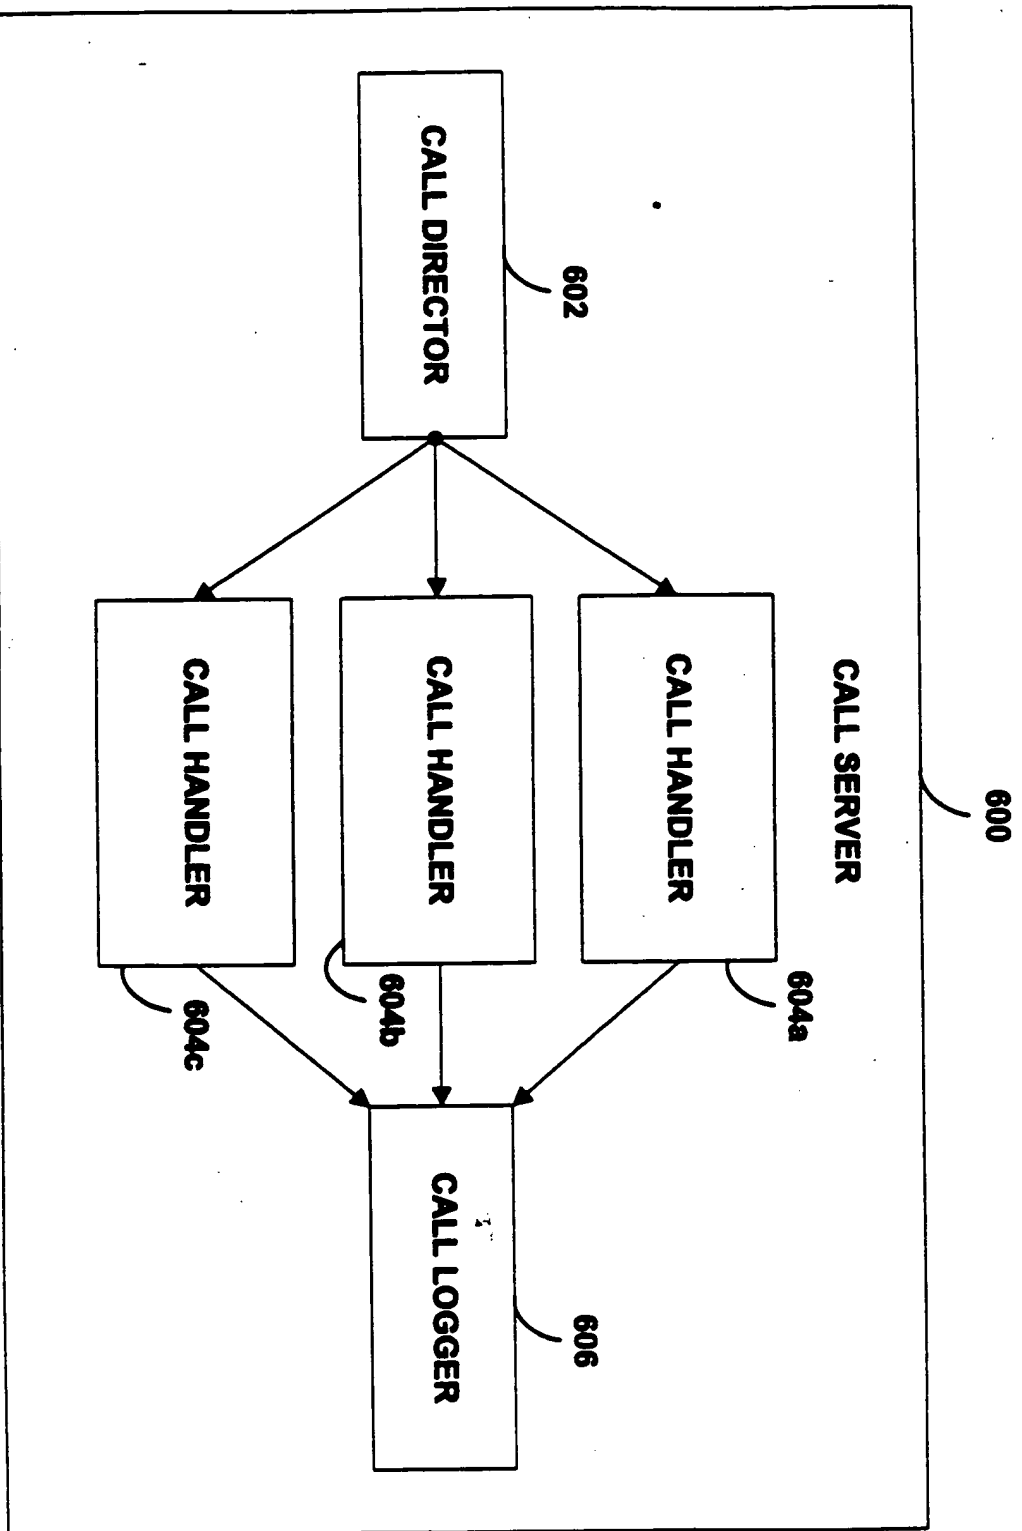 600
CALL SERVER
602
CALL DIRECTOR
CALL HANDLER
604a
CALL HANDLER
604b
CALL HANDLER
604c
606
CALL LOGGER